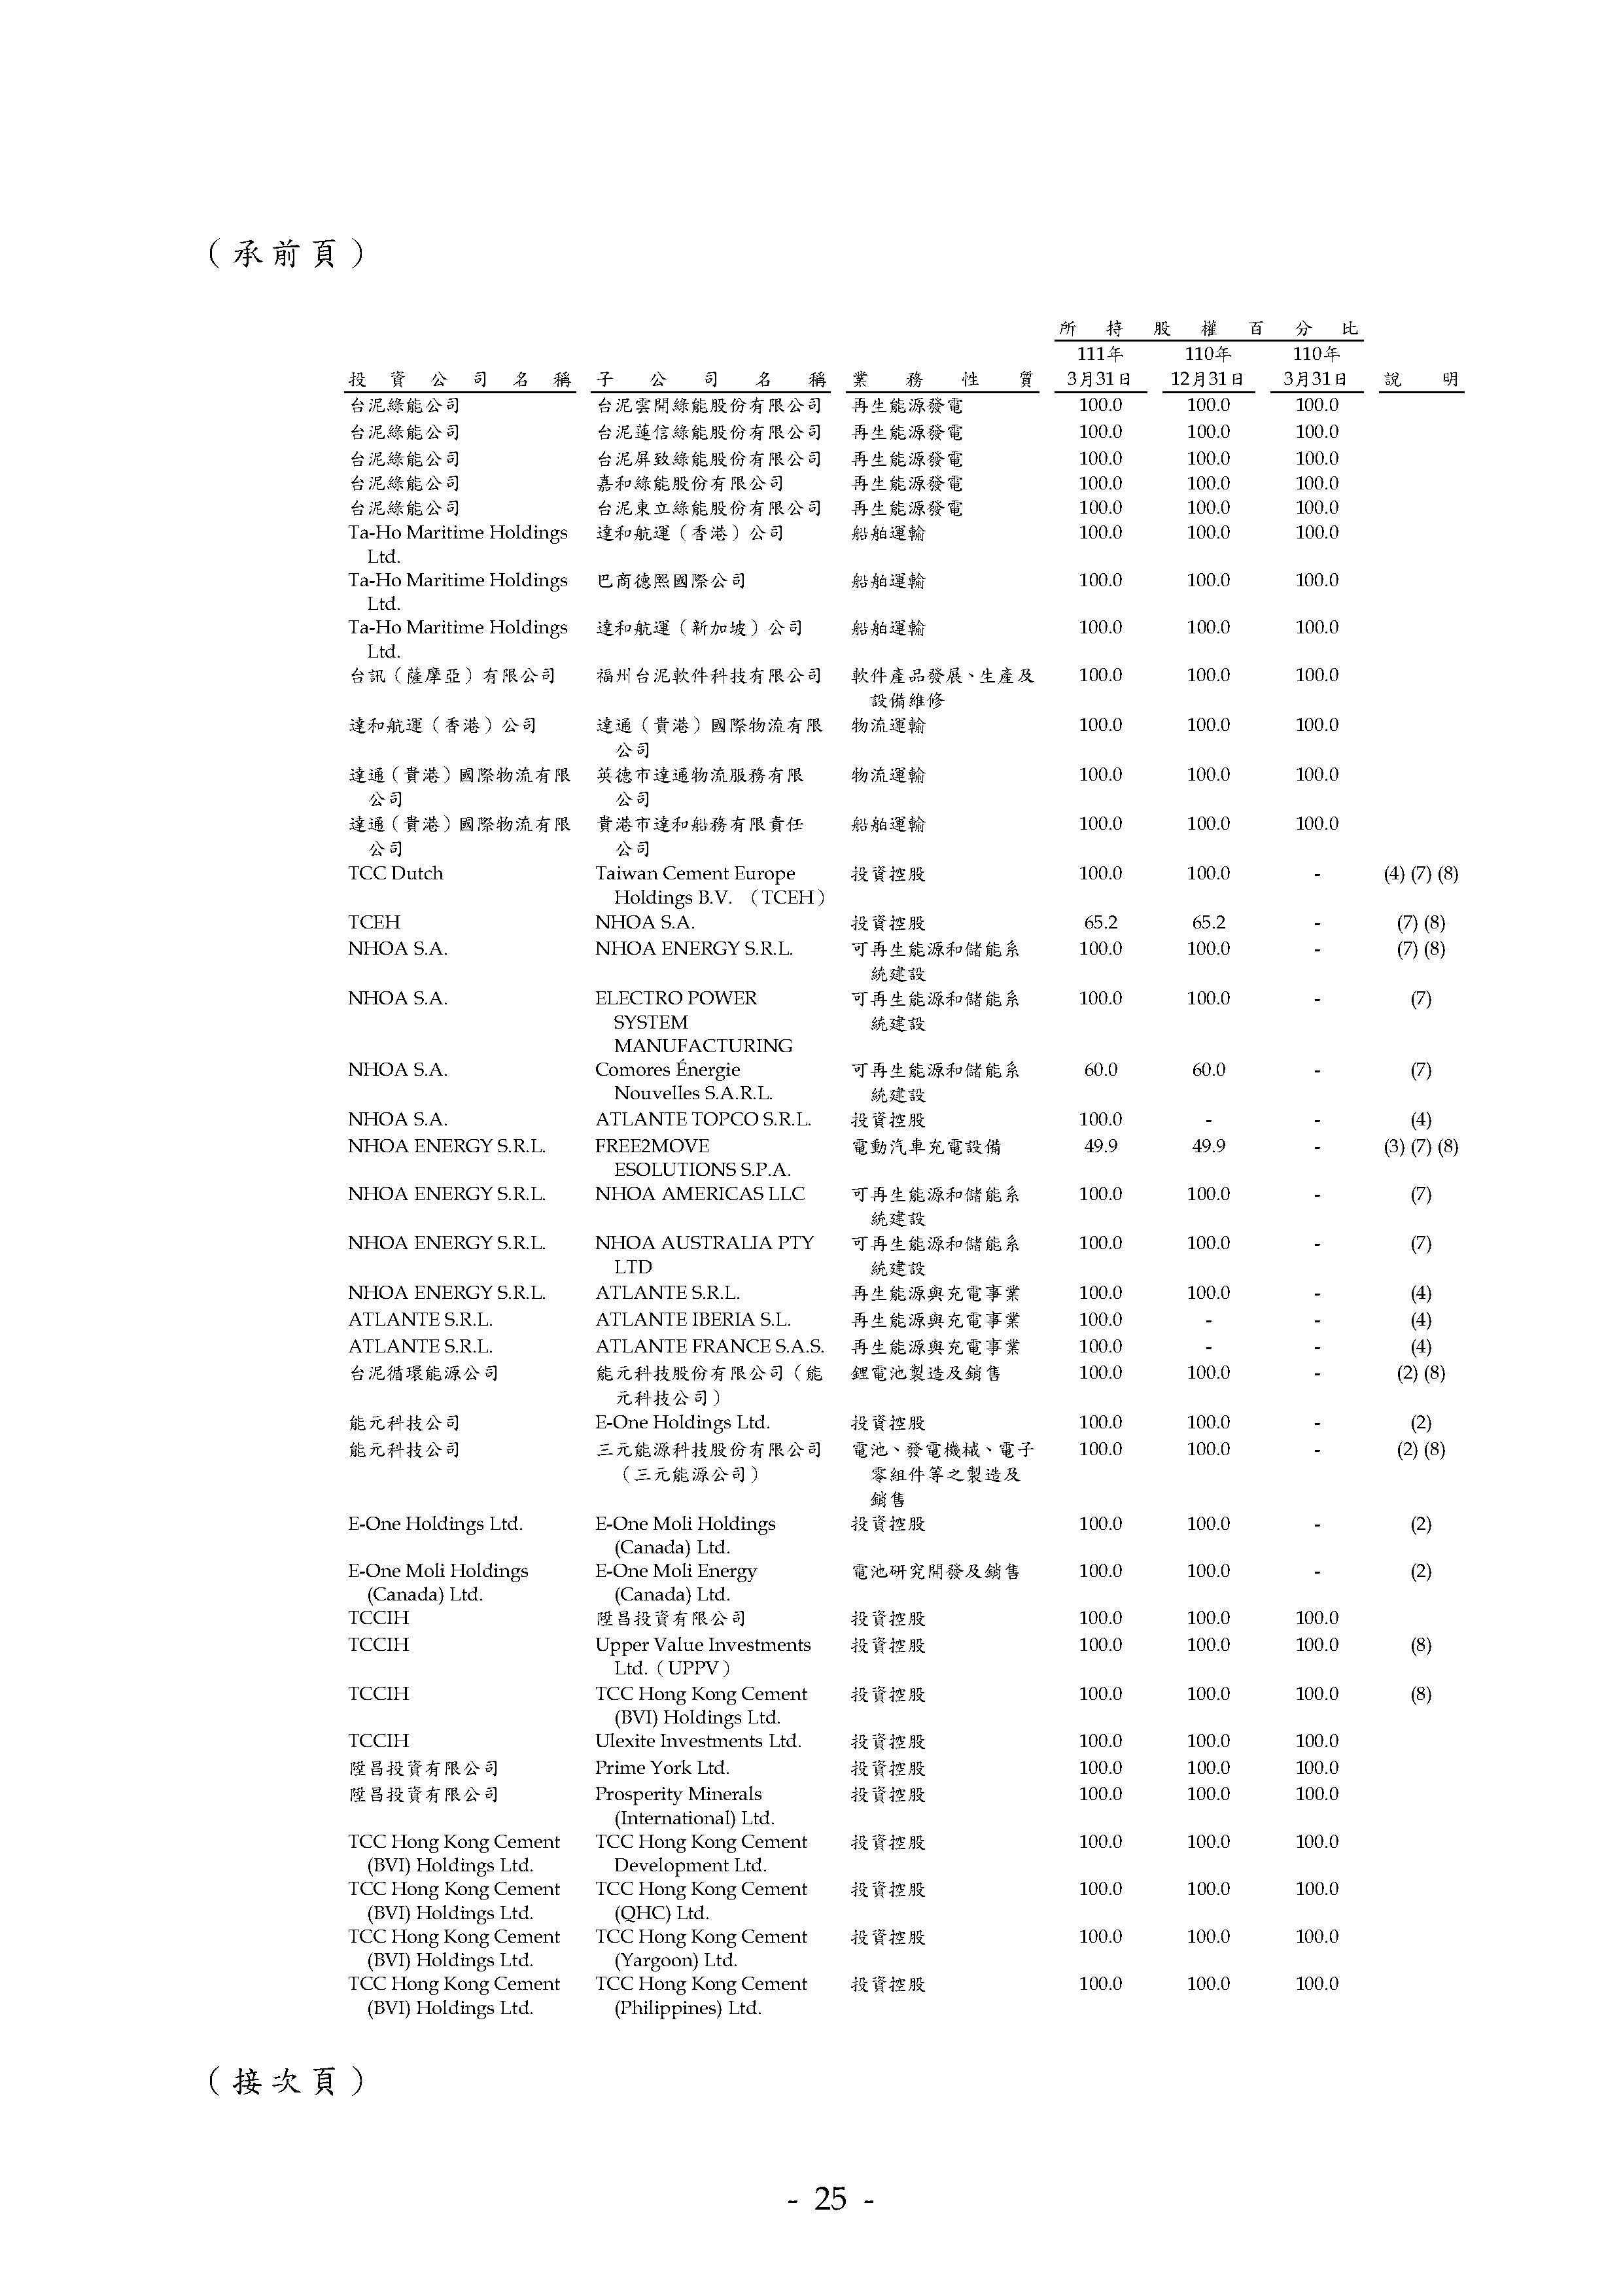 （承前頁）
所持股權百分比
111年 110年 110年
投資公司名稱 子公司名稱 業務性質 3月31日 12月31日 3月31日 說明
台泥綠能公司 台泥雲開綠能股份有限公司 再生能源發電 100.0 100.0 100.0
台泥綠能公司 台泥蓮信綠能股份有限公司 再生能源發電 100.0 100.0 100.0
台泥綠能公司 台泥屏致綠能股份有限公司 再生能源發電 100.0 100.0 100.0
台泥綠能公司 嘉和綠能股份有限公司 再生能源發電 100.0 100.0 100.0
台泥綠能公司 台泥東立綠能股份有限公司 再生能源發電 100.0 100.0 100.0
Ta-Ho Maritime Holdings 達和航運（香港）公司 船舶運輸 100.0 100.0 100.0
Ltd.
Ta-Ho Maritime Holdings 巴商德熙國際公司 船舶運輸 100.0 100.0 100.0
Ltd.
Ta-Ho Maritime Holdings 達和航運（新加坡）公司 船舶運輸 100.0 100.0 100.0
Ltd.
台訊（薩摩亞）有限公司 福州台泥軟件科技有限公司 軟件產品發展、生產及 100.0 100.0 100.0
設備維修
達和航運（香港）公司 達通（貴港）國際物流有限 物流運輸 100.0 100.0 100.0
公司
達通（貴港）國際物流有限 英德市達通物流服務有限 物流運輸 100.0 100.0 100.0
公司 公司
達通（貴港）國際物流有限 貴港市達和船務有限責任 船舶運輸 100.0 100.0 100.0
公司 公司
TCC Dutch Taiwan Cement Europe 投資控股 100.0 100.0 - (4) (7) (8)
Holdings B.V. （TCEH）
TCEH NHOA S.A. 投資控股 65.2 65.2 - (7) (8)
NHOA S.A. NHOA ENERGY S.R.L. 可再生能源和儲能系 100.0 100.0 - (7) (8)
統建設
NHOA S.A. ELECTRO POWER 可再生能源和儲能系 100.0 100.0 - (7)
SYSTEM 統建設
MANUFACTURING
NHOA S.A. Comores Énergie 可再生能源和儲能系 60.0 60.0 - (7)
Nouvelles S.A.R.L. 統建設
NHOA S.A. ATLANTE TOPCO S.R.L. 投資控股 100.0 - - (4)
NHOA ENERGY S.R.L. FREE2MOVE 電動汽車充電設備 49.9 49.9 - (3) (7) (8)
ESOLUTIONS S.P.A.
NHOA ENERGY S.R.L. NHOA AMERICAS LLC 可再生能源和儲能系 100.0 100.0 - (7)
統建設
NHOA ENERGY S.R.L. NHOA AUSTRALIA PTY 可再生能源和儲能系 100.0 100.0 - (7)
LTD 統建設
NHOA ENERGY S.R.L. ATLANTE S.R.L. 再生能源與充電事業 100.0 100.0 - (4)
ATLANTE S.R.L. ATLANTE IBERIA S.L. 再生能源與充電事業 100.0 - - (4)
ATLANTE S.R.L. ATLANTE FRANCE S.A.S. 再生能源與充電事業 100.0 - - (4)
台泥循環能源公司 能元科技股份有限公司（能 鋰電池製造及銷售 100.0 100.0 - (2) (8)
元科技公司）
能元科技公司 E-One Holdings Ltd. 投資控股 100.0 100.0 - (2)
能元科技公司 三元能源科技股份有限公司 電池、發電機械、電子 100.0 100.0 - (2) (8)
（三元能源公司） 零組件等之製造及
銷售
E-One Holdings Ltd. E-One Moli Holdings 投資控股 100.0 100.0 - (2)
(Canada) Ltd.
E-One Moli Holdings E-One Moli Energy 電池研究開發及銷售 100.0 100.0 - (2)
(Canada) Ltd. (Canada) Ltd.
TCCIH 陞昌投資有限公司 投資控股 100.0 100.0 100.0
TCCIH Upper Value Investments 投資控股 100.0 100.0 100.0 (8)
Ltd.（UPPV）
TCCIH TCC Hong Kong Cement 投資控股 100.0 100.0 100.0 (8)
(BVI) Holdings Ltd.
TCCIH Ulexite Investments Ltd. 投資控股 100.0 100.0 100.0
陞昌投資有限公司 Prime York Ltd. 投資控股 100.0 100.0 100.0
陞昌投資有限公司 Prosperity Minerals 投資控股 100.0 100.0 100.0
(International) Ltd.
TCC Hong Kong Cement TCC Hong Kong Cement 投資控股 100.0 100.0 100.0
(BVI) Holdings Ltd. Development Ltd.
TCC Hong Kong Cement TCC Hong Kong Cement 投資控股 100.0 100.0 100.0
(BVI) Holdings Ltd. (QHC) Ltd.
TCC Hong Kong Cement TCC Hong Kong Cement 投資控股 100.0 100.0 100.0
(BVI) Holdings Ltd. (Yargoon) Ltd.
TCC Hong Kong Cement TCC Hong Kong Cement 投資控股 100.0 100.0 100.0
(BVI) Holdings Ltd. (Philippines) Ltd.
（接次頁）
- 25 -